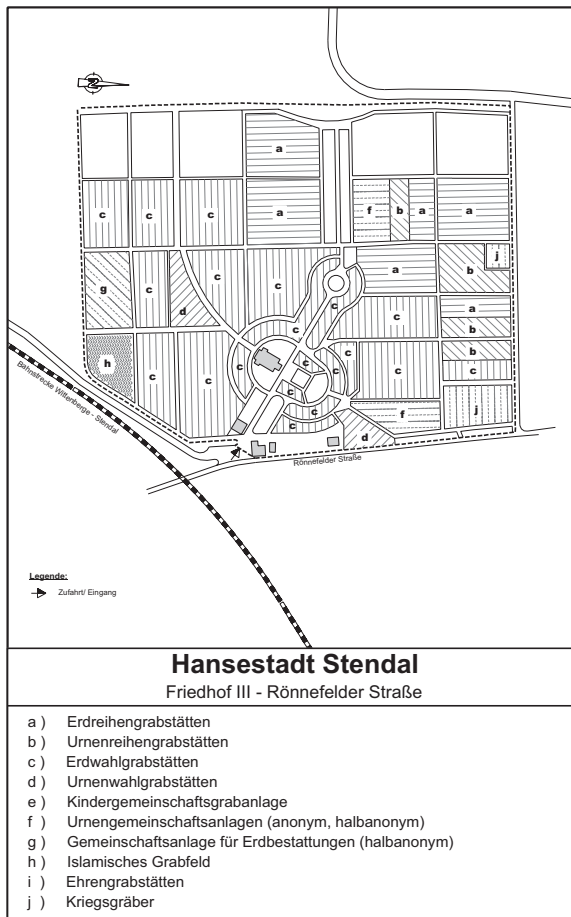 N
a
c
c
c
a
f
b
a
a
g
c
d
c
c
c
a
b
j
c
c
a
b
h
c
c
c
c
c
c
c
c
b
c
c
c
d
f
j
Bahnstrecke Wittenberge - Stendal
Rönnefelder Straße
Legende:
Zufahrt/ Eingang
Hansestadt Stendal
Friedhof III - Rönnefelder Straße
a ) Erdreihengrabstätten
b ) Urnenreihengrabstätten
c ) Erdwahlgrabstätten
d ) Urnenwahlgrabstätten
e ) Kindergemeinschaftsgrabanlage
f ) Urnengemeinschaftsanlagen (anonym, halbanonym)
g ) Gemeinschaftsanlage für Erdbestattungen (halbanonym)
h ) Islamisches Grabfeld
i ) Ehrengrabstätten
j ) Kriegsgräber